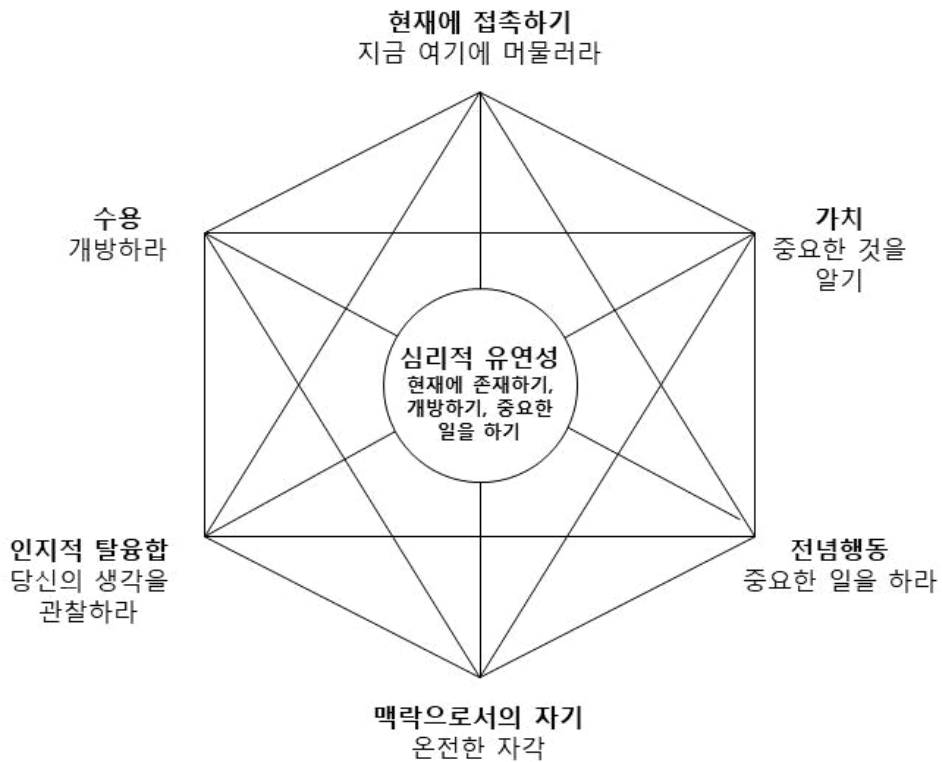 현재에 접촉하기
지금 여기에 머물러라
수용
개방하라
가치
중요한 것을
알기
심리적 유연성
현재에 존재하기,
개방하기, 중요한
일을 하기
인지적 탈융합
당신의 생각을
관찰하라
전념행동
중요한 일을 하라
맥락으로서의 자기
온전한 자각